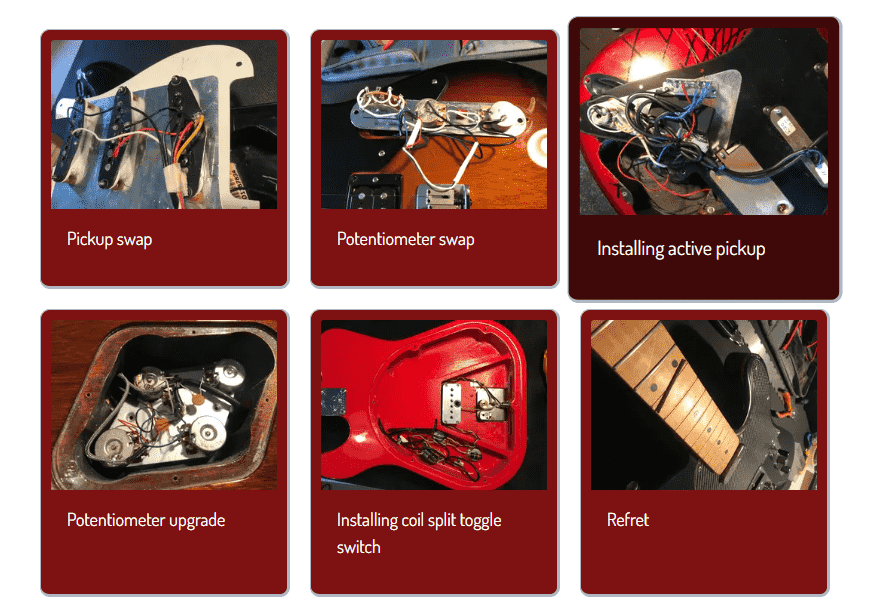 Pickup swap
Potentiometer swap
Installing active pickup
Potentiometer upgrade
Installing coil split toggle
switch
Refret